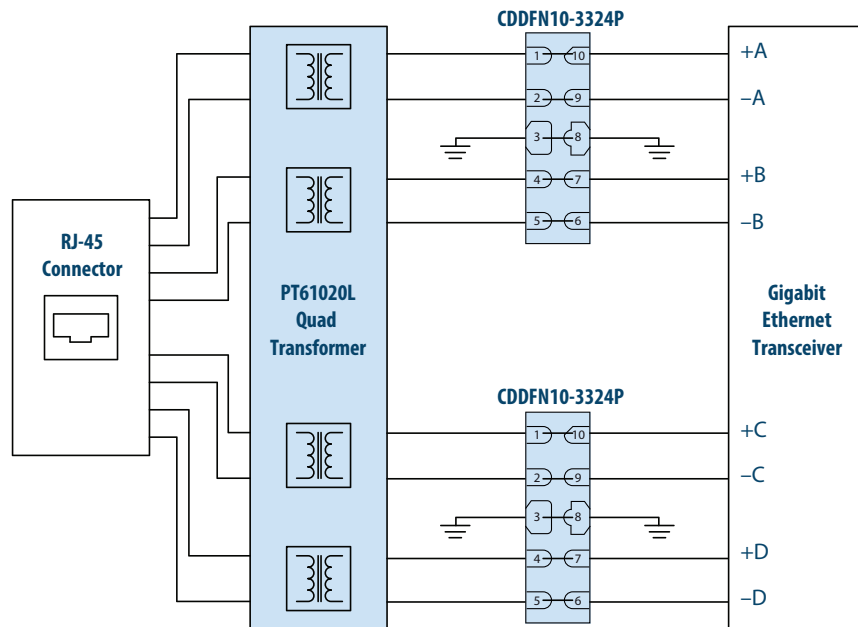 CDDFN10-3324P
1 10 +A
2 9 –A
3 8
4 7 +B
5 6 –B
RJ-45
Connector
PT61020L
Quad
Transformer
Gigabit
Ethernet
Transceiver
CDDFN10-3324P
1 10 +C
2 9 –C
3 8
4 7 +D
5 6 –D